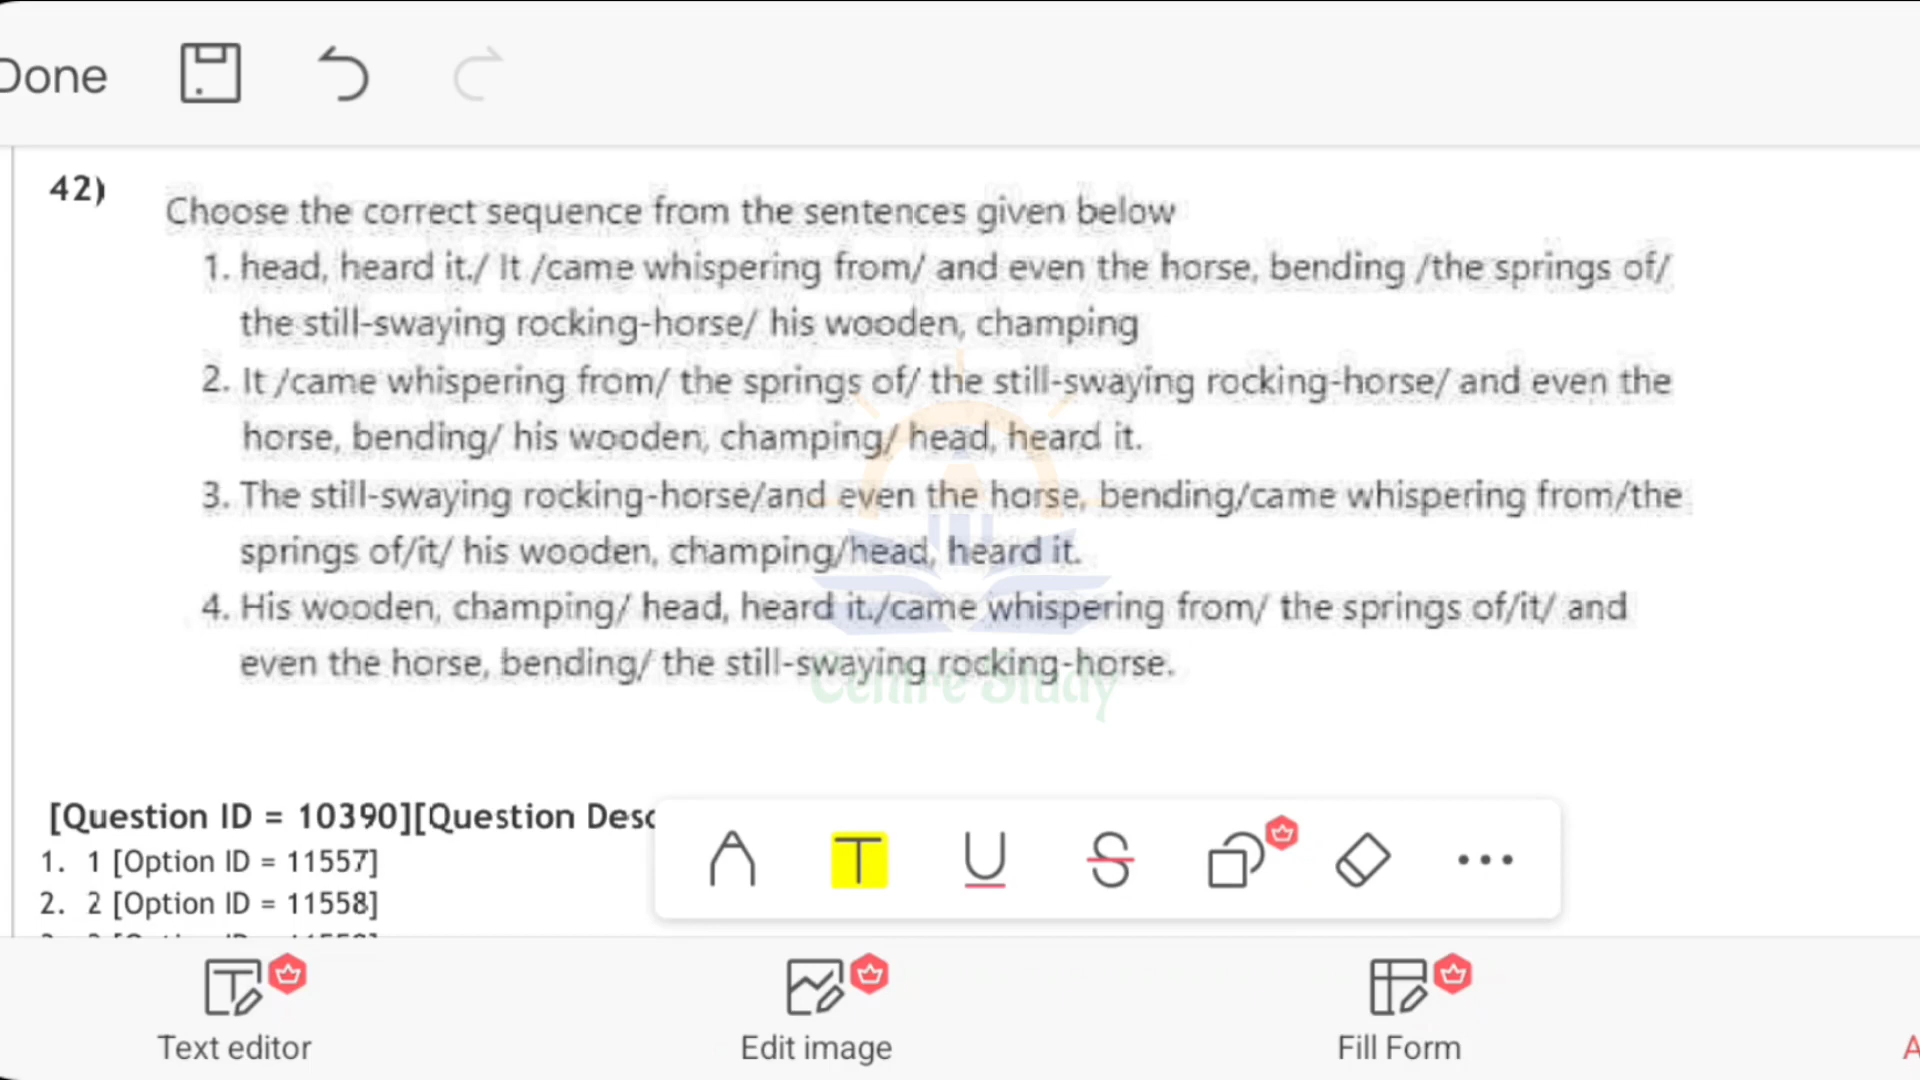 Done
42)
Choose the correct sequence from the sentences given below
1. head, heard it./ It /came whispering from/ and even the horse, bending /the springs of/
the still-swaying rocking-horse/ his wooden, champing
2. It /came whispering from/ the springs of/ the still-swaying rocking-horse/ and even the
horse, bending/ his wooden, champing/ head, heard it.
3. The still-swaying rocking-horse/and even the horse, bending/came whispering from/the
springs of/it/ his wooden, champing/head, heard it.
4. His wooden, champing/ head, heard it./came whispering from/ the springs of/it/ and
even the horse, bending/ the still-swaying rocking-horse.
Centre Study
[Question ID = 10390][Question Desc
1. 1 [Option ID = 11557]
2. 2 [Option ID = 11558]
Text editor
Edit image
Fill Form